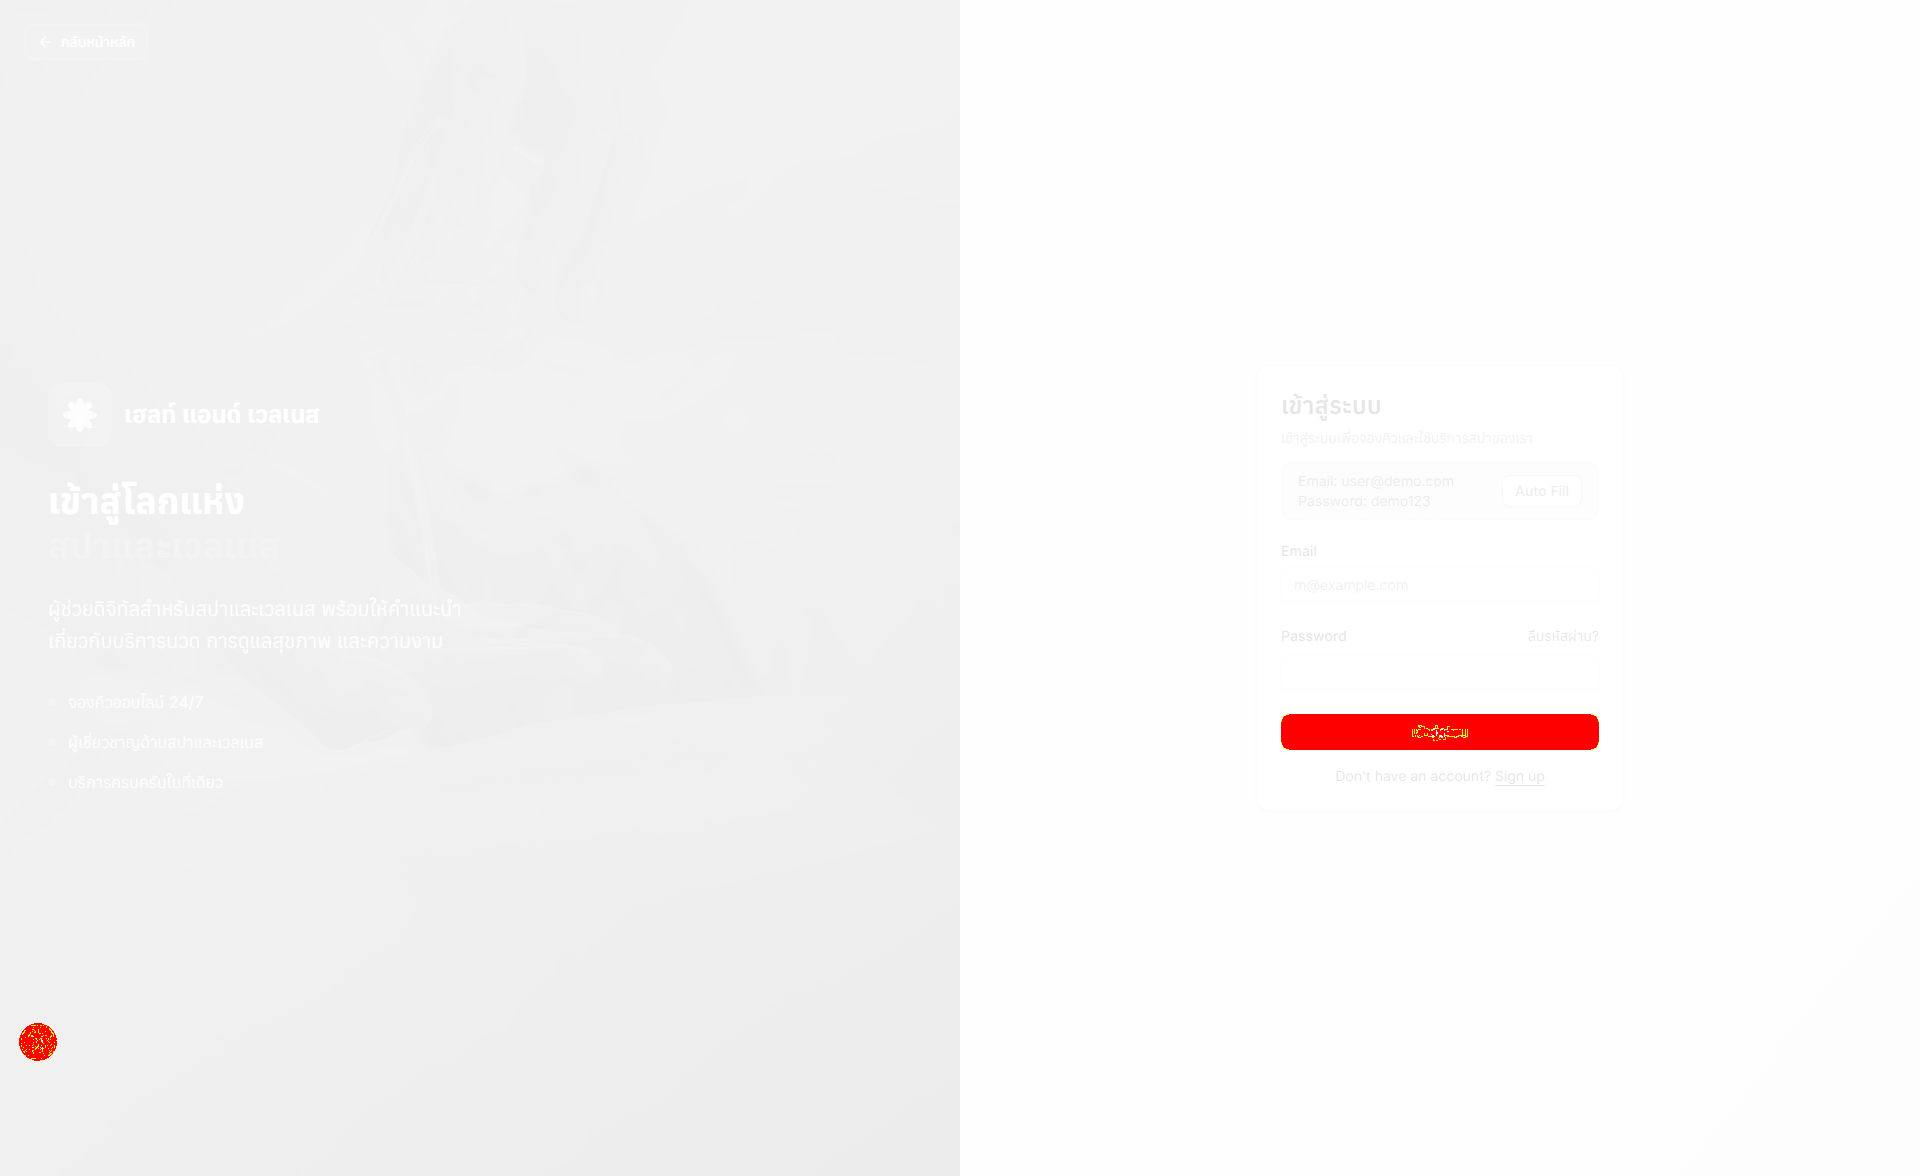 กลับหน้าหลัก
เฮลท์ แอนด์ เวลเนส
เข้าสู่โลกแห่ง
สปาและเวลเนส
ผู้ช่วยดิจิทัลสำหรับสปาและเวลเนส พร้อมให้คำแนะนำ
เกี่ยวกับบริการนวด การดูแลสุขภาพ และความงาม
จองคิวออนไลน์ 24/7
ผู้เชี่ยวชาญด้านสปาและเวลเนส
บริการครบครันในที่เดียว
เข้าสู่ระบบ
เข้าสู่ระบบเพื่อจองคิวและใช้บริการสปาของเรา
Email: user@demo.com
Password: demo123
Auto Fill
Email
m@example.com
Password
ลืมรหัสผ่าน?
Don't have an account? Sign up